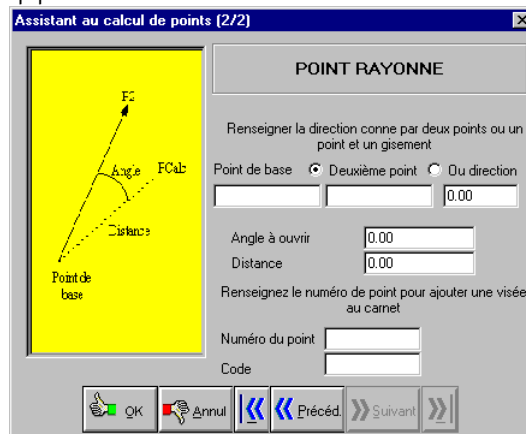 Assistant au calcul de points (2/2)
POINT RAYONNE
P2
Angle
PCalc
Distance
Point de
base
Renseigner la direction conne par deux points ou un
point et un gisement
Point de base Deuxième point Ou direction
0.00
Angle à ouvrir 0.00
Distance 0.00
Renseignez le numéro de point pour ajouter une visée
au carnet
Numéro du point
Code
OK Annul Précéd. Suivant